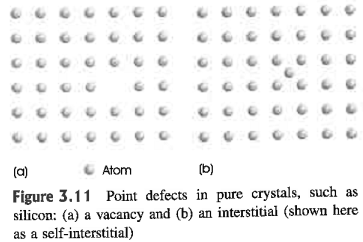 (a) Atom (b)
Figure 3.11 Point defects in pure crystals, such as
silicon: (a) a vacancy and (b) an interstitial (shown here
as a self-interstitial)